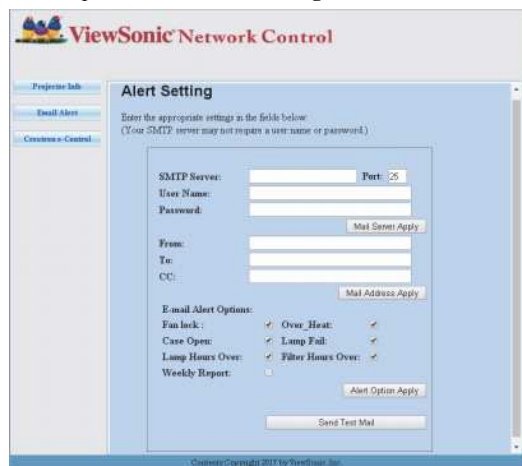 ViewSonic® Network Control
Projector Info
Email Alert
Crestron e-Control
Alert Setting
Enter the appropriate settings in the fields below.
(Your SMTP server may not require a user name or password.)
SMTP Server: Port: 25
User Name:
Password:
Mail Server Apply
From:
To:
CC:
Mail Address Apply
E-mail Alert Options:
Fan lock : Over_Heat:
Case Open: Lamp Fail:
Lamp Hours Over: Filter Hours Over:
Weekly Report:
Alert Option Apply
Send Test Mail
Contents Copyright 2017 by ViewSonic Inc.